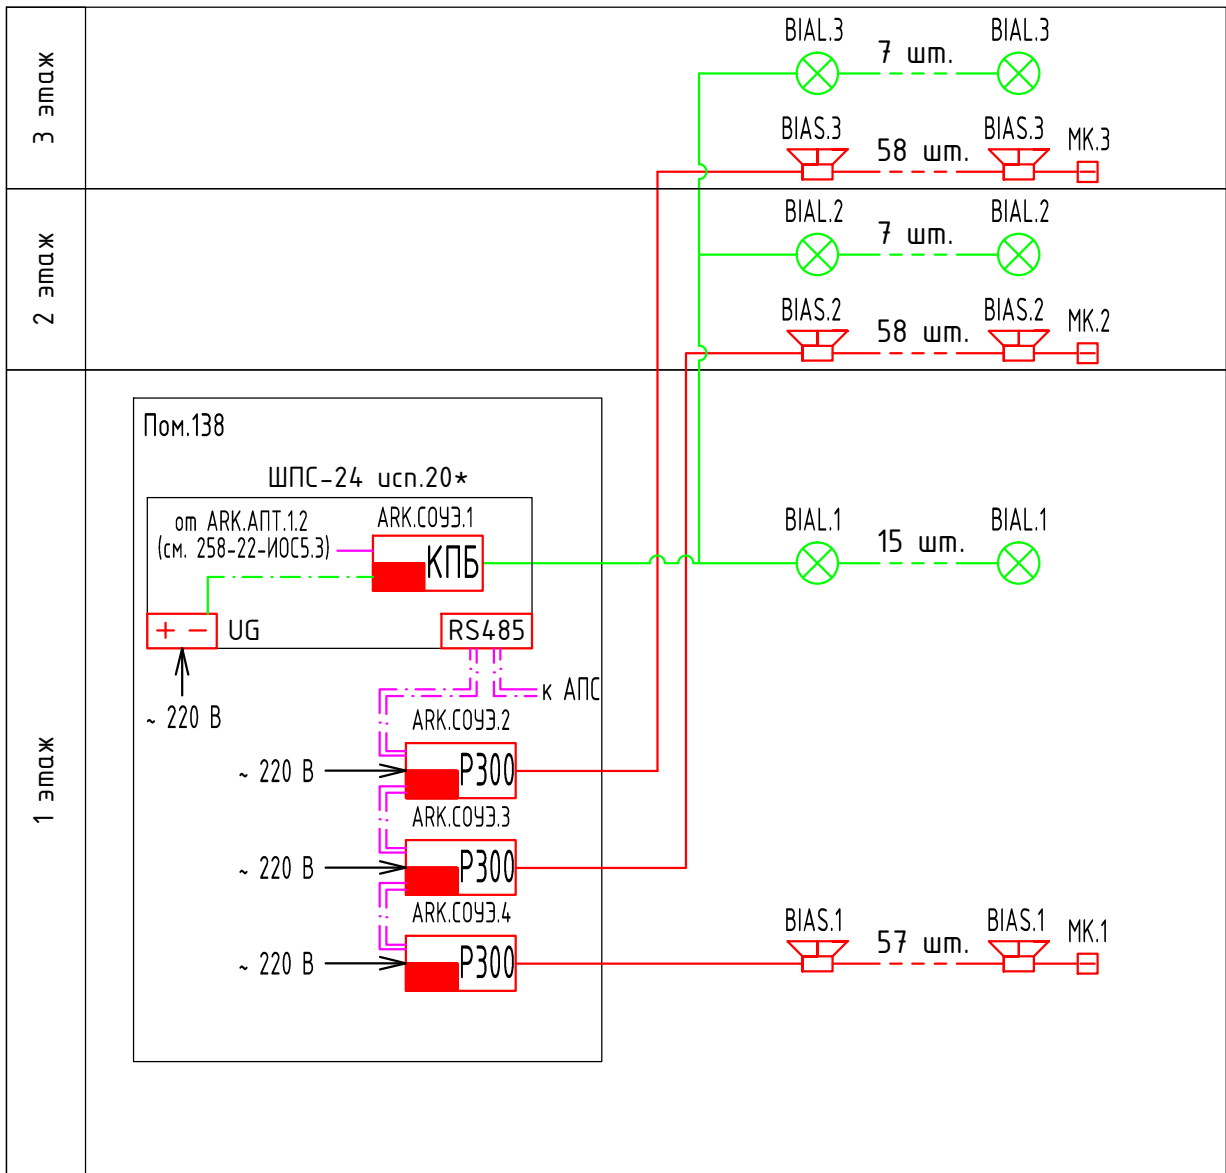 3 этаж
BIAL.3
7 шт.
BIAL.3
BIAS.3
58 шт.
BIAS.3
МК.3
2 этаж
BIAL.2
7 шт.
BIAL.2
BIAS.2
58 шт.
BIAS.2
МК.2
1 этаж
Пом.138
ШПС-24 исп.20*
от ARK.АПТ.1.2
(см. 258-22-ИОС5.3)
ARK.СОУЭ.1
КПБ
BIAL.1
15 шт.
BIAL.1
+ -
UG
RS485
~ 220 В
к АПС
ARK.СОУЭ.2
~ 220 В
Р300
ARK.СОУЭ.3
~ 220 В
Р300
ARK.СОУЭ.4
~ 220 В
Р300
BIAS.1
57 шт.
BIAS.1
МК.1